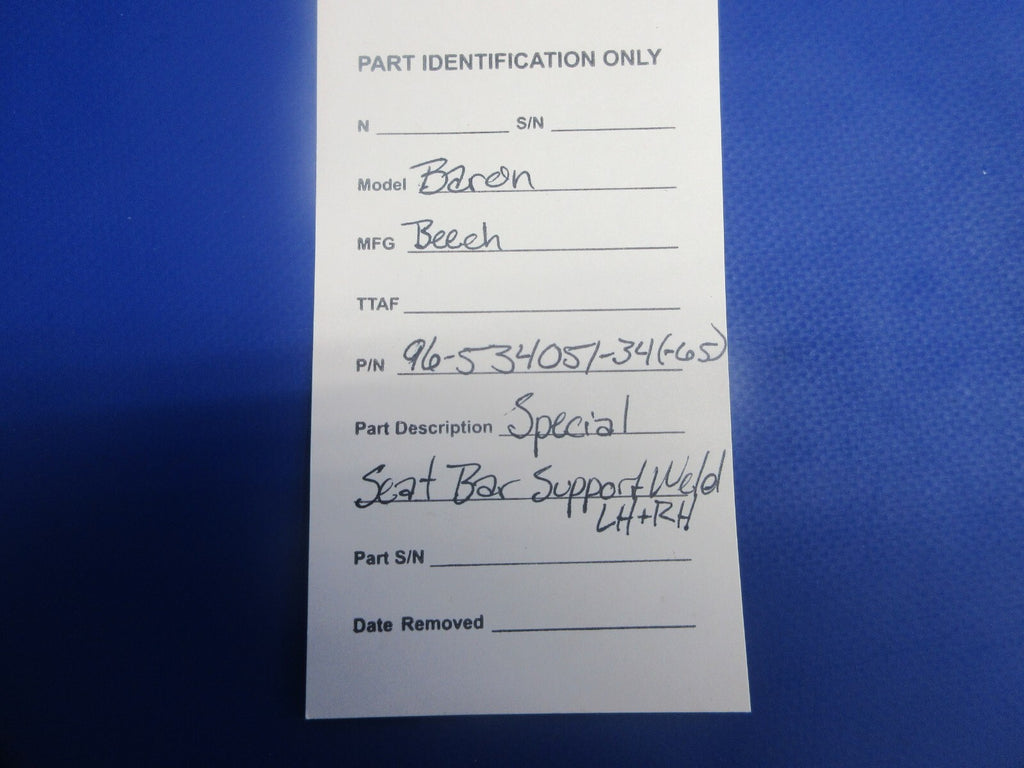 PART IDENTIFICATION ONLY
N S/N
Model Baron
MFG Beech
TTAF
P/N 96-534051-34(-65)
Part Description Special
Seat Bar Support Weld
LH+RH
Part S/N
Date Removed